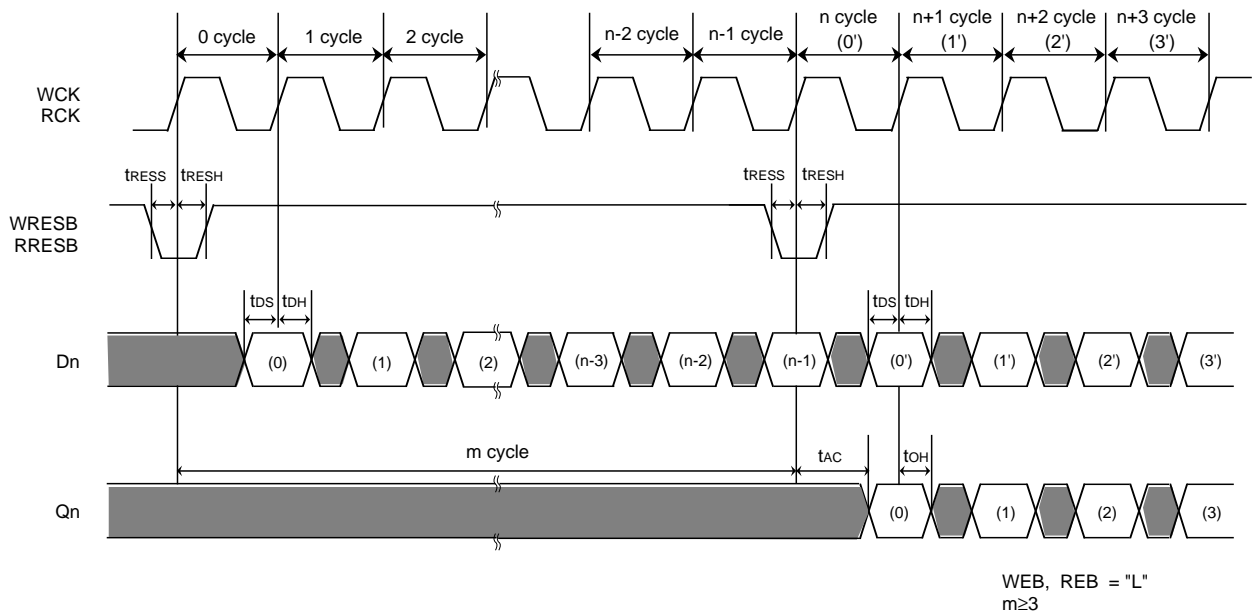 0 cycle 1 cycle 2 cycle n-2 cycle n-1 cycle n cycle (0') n+1 cycle (1') n+2 cycle (2') n+3 cycle (3')
WCK
RCK
tRESS tRESH tRESS tRESH
WRESB
RRESB
tDS tDH tDS tDH
Dn (0) (1) (2) (n-3) (n-2) (n-1) (0') (1') (2') (3')
m cycle tAC tOH
Qn (0) (1) (2) (3)
WEB, REB = "L"
m≥3